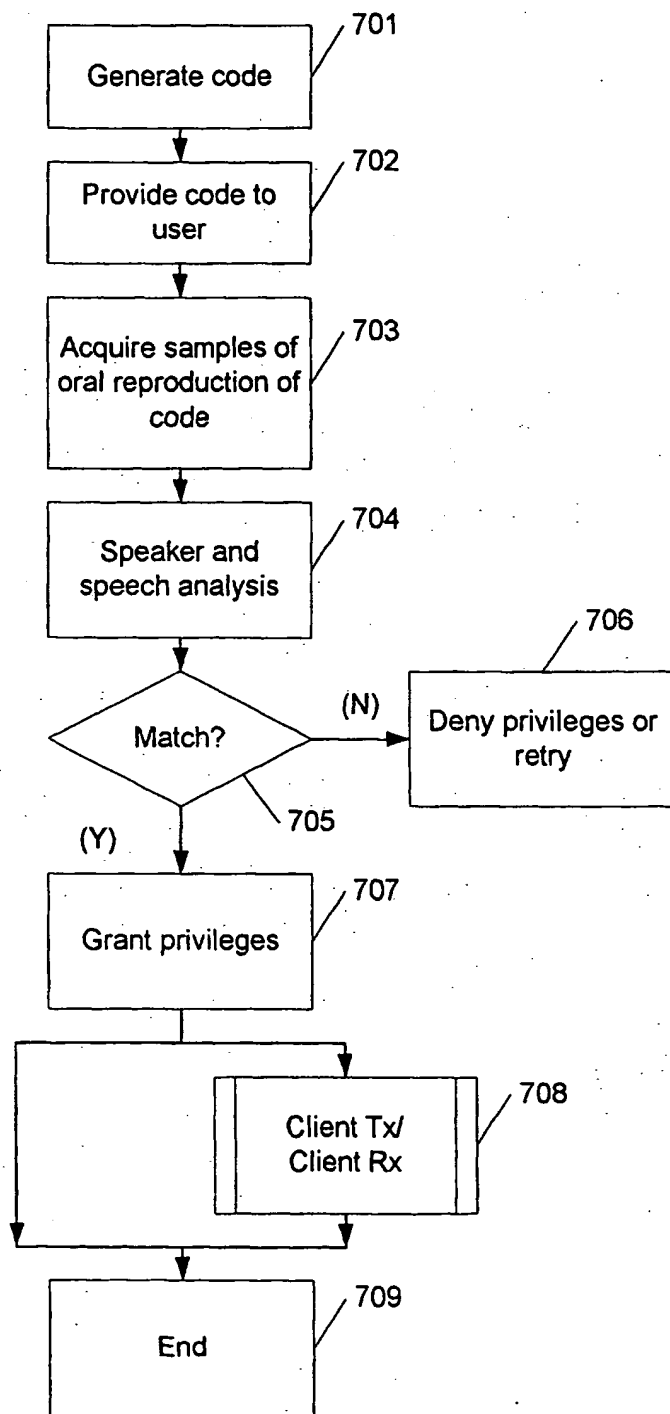 701
Generate code
702
Provide code to
user
703
Acquire samples of
oral reproduction of
code
704
Speaker and
speech analysis
706
(N)
Deny privileges or
retry
Match?
705
(Y)
707
Grant privileges
708
Client Tx/
Client Rx
709
End